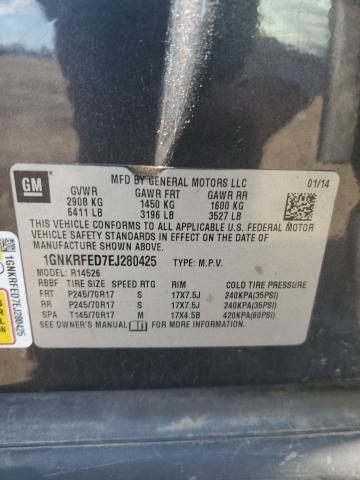 GM
MFD BY GENERAL MOTORS LLC
01/14
GVWR GAWR FRT GAWR RR
2908 KG 1450 KG 1600 KG
6411 LB 3196 LB 3527 LB
THIS VEHICLE CONFORMS TO ALL APPLICABLE U.S. FEDERAL MOTOR
VEHICLE SAFETY STANDARDS IN EFFECT ON THE DATE OF
MANUFACTURE SHOWN ABOVE.
1GNKRFED7EJ280425 TYPE: M.P.V.
MODEL: R14526
RBBF TIRE SIZE SPEED RTG RIM COLD TIRE PRESSURE
FRT P245/70R17 S 17X7.5J 240KPA(35PSI)
RR P245/70R17 S 17X7.5J 240KPA(35PSI)
SPA T145/70R17 M 17X4.5B 420KPA(60PSI)
SEE OWNER'S MANUAL FOR ADDITIONAL INFORMATION.
1GNKRFED7EJ280425